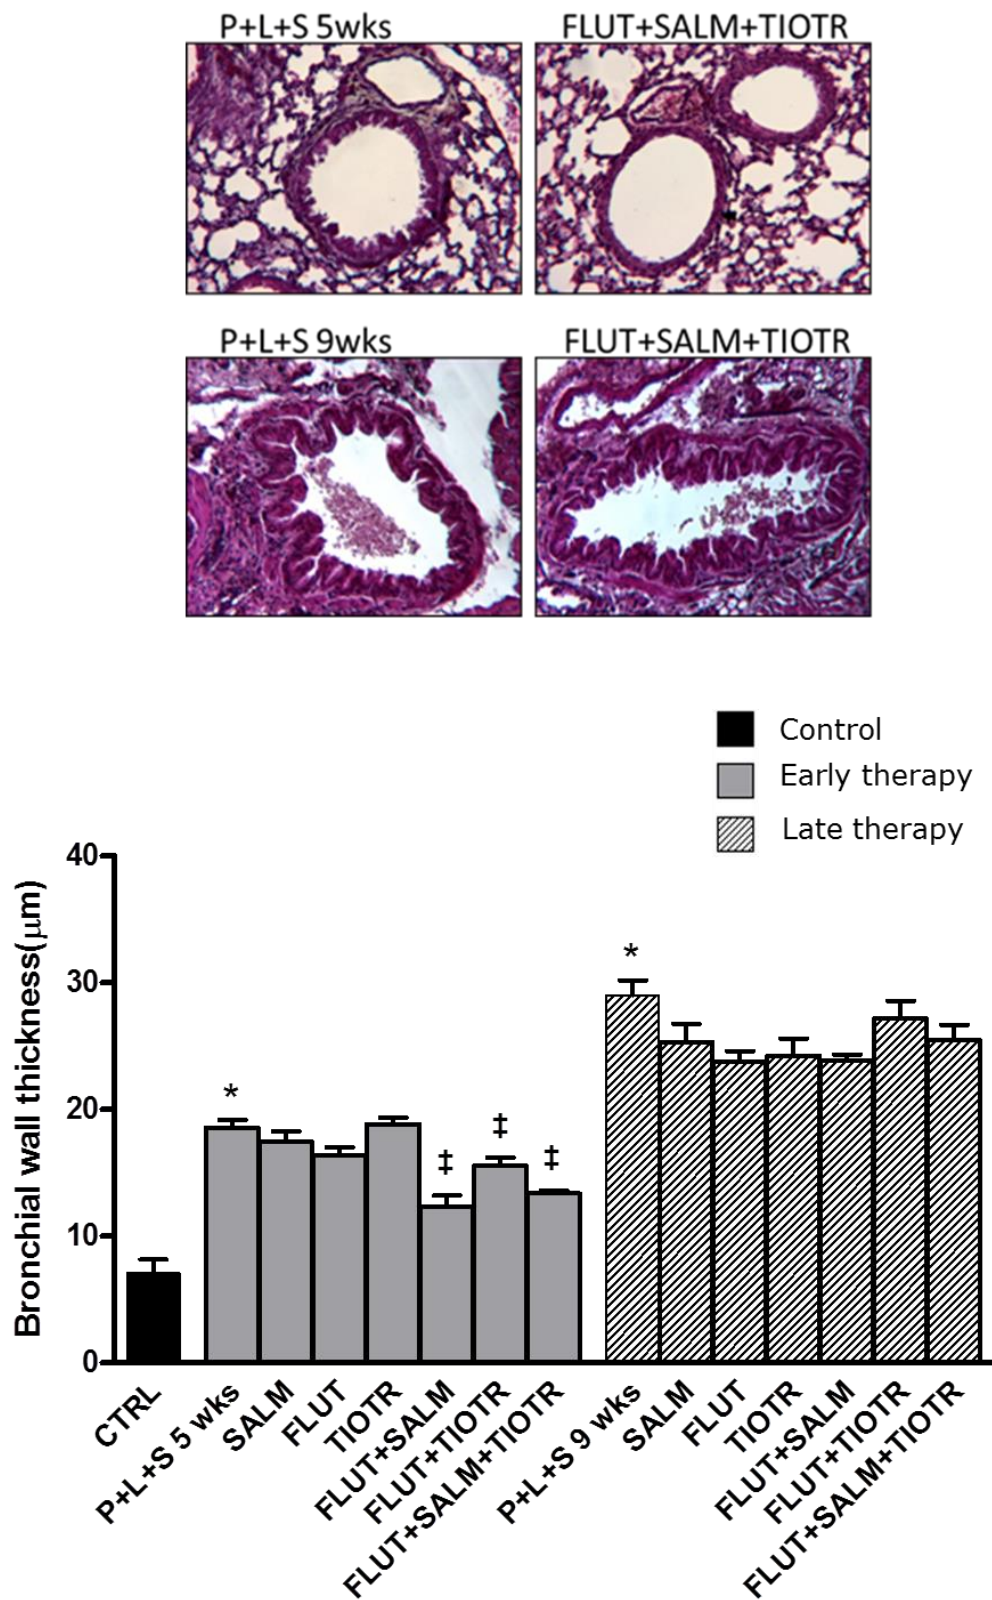 P+L+S 5wks
FLUT+SALM+TIOTR
P+L+S 9wks
FLUT+SALM+TIOTR
Control
Early therapy
Late therapy
Bronchial wall thickness(μm)
40
30
20
10
0
*
‡
‡
‡
*
CTRL
P+L+S 5 wks
SALM
FLUT
TIOTR
FLUT+SALM
FLUT+TIOTR
FLUT+SALM+TIOTR
P+L+S 9 wks
SALM
FLUT
TIOTR
FLUT+SALM
FLUT+TIOTR
FLUT+SALM+TIOTR